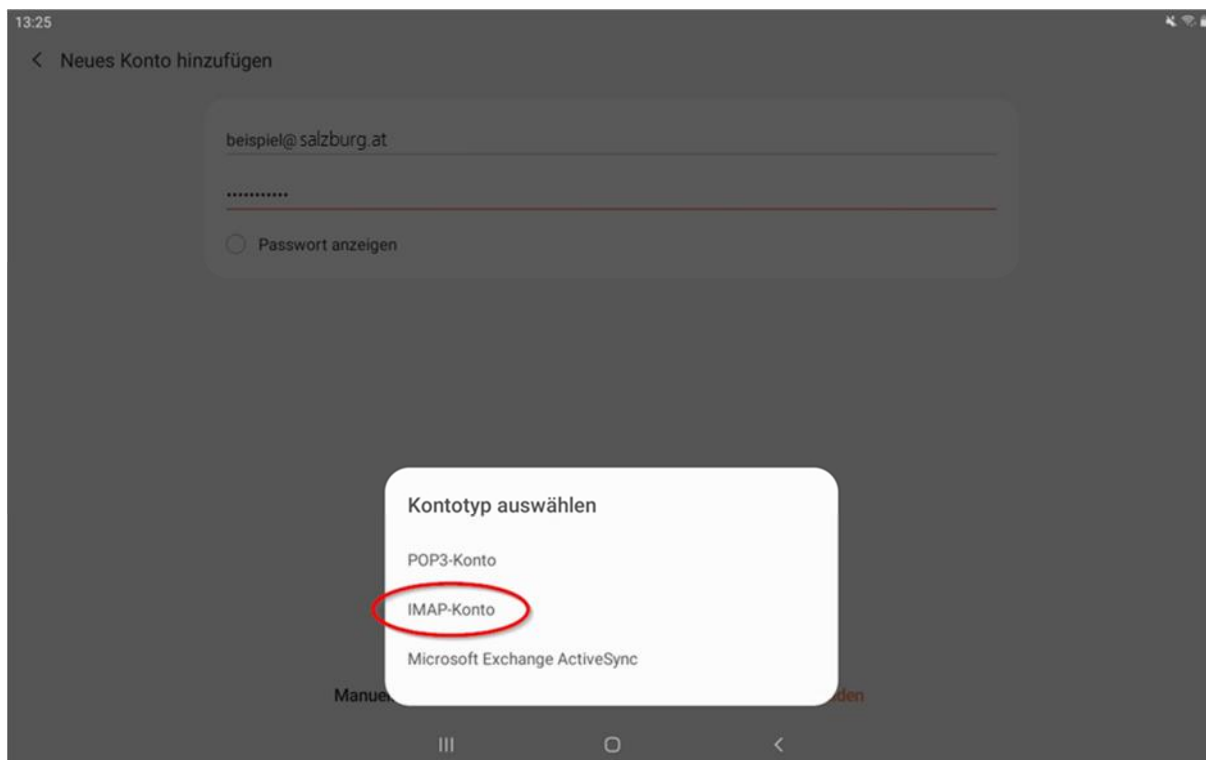 13:25
Neues Konto hinzufügen
beispiel@salzburg.at
Passwort anzeigen
Kontotyp auswählen
POP3-Konto
IMAP-Konto
Microsoft Exchange ActiveSync